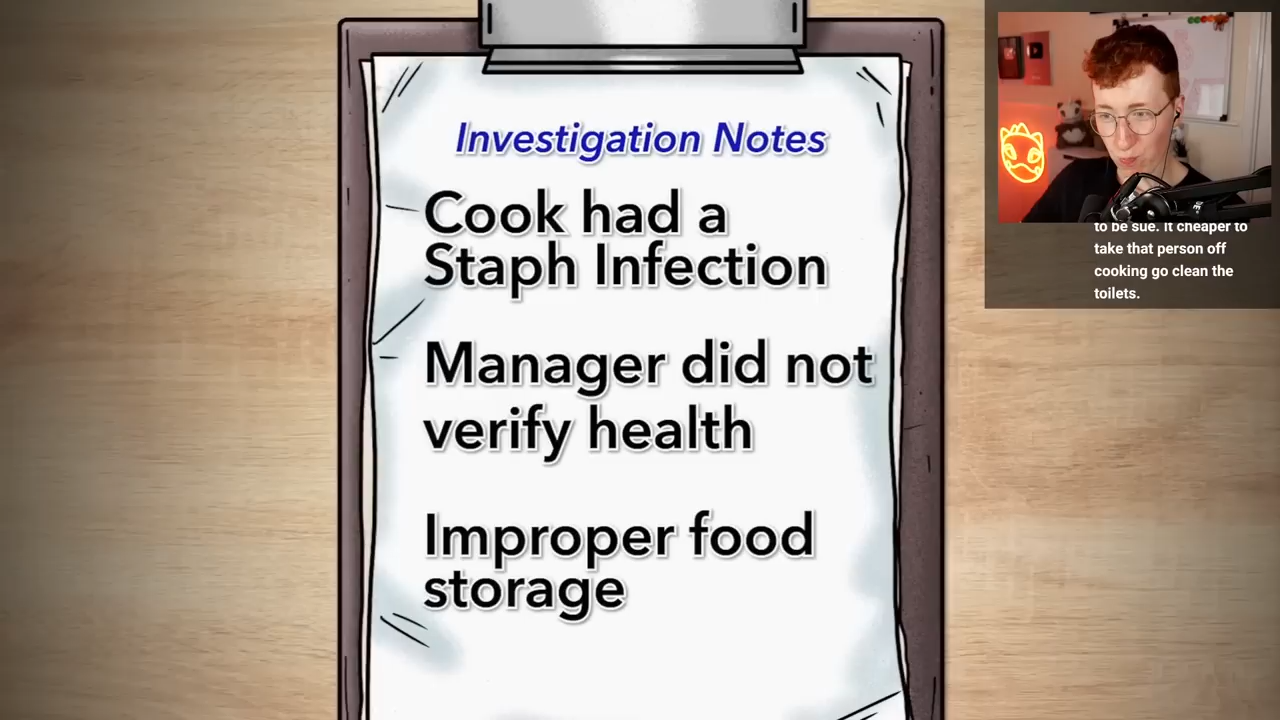 Investigation Notes
Cook had a
Staph Infection
Manager did not
verify health
Improper food
storage
to be sue. It cheaper to
take that person off
cooking go clean the
toilets.